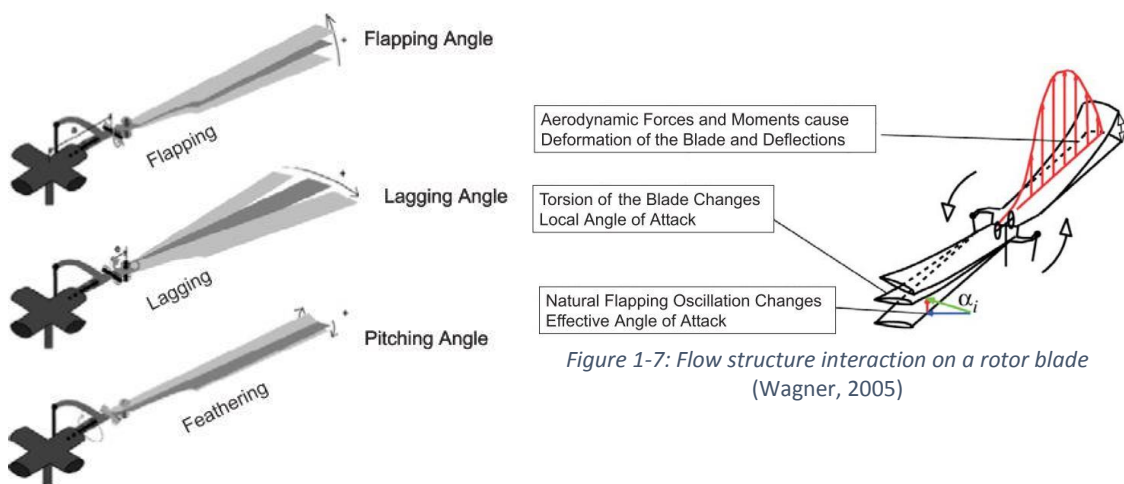 Flapping Angle
Flapping
Lagging Angle
Lagging
Pitching Angle
Feathering
Aerodynamic Forces and Moments cause
Deformation of the Blade and Deflections
Torsion of the Blade Changes
Local Angle of Attack
Natural Flapping Oscillation Changes
Effective Angle of Attack
αi
Figure 1-7: Flow structure interaction on a rotor blade
(Wagner, 2005)